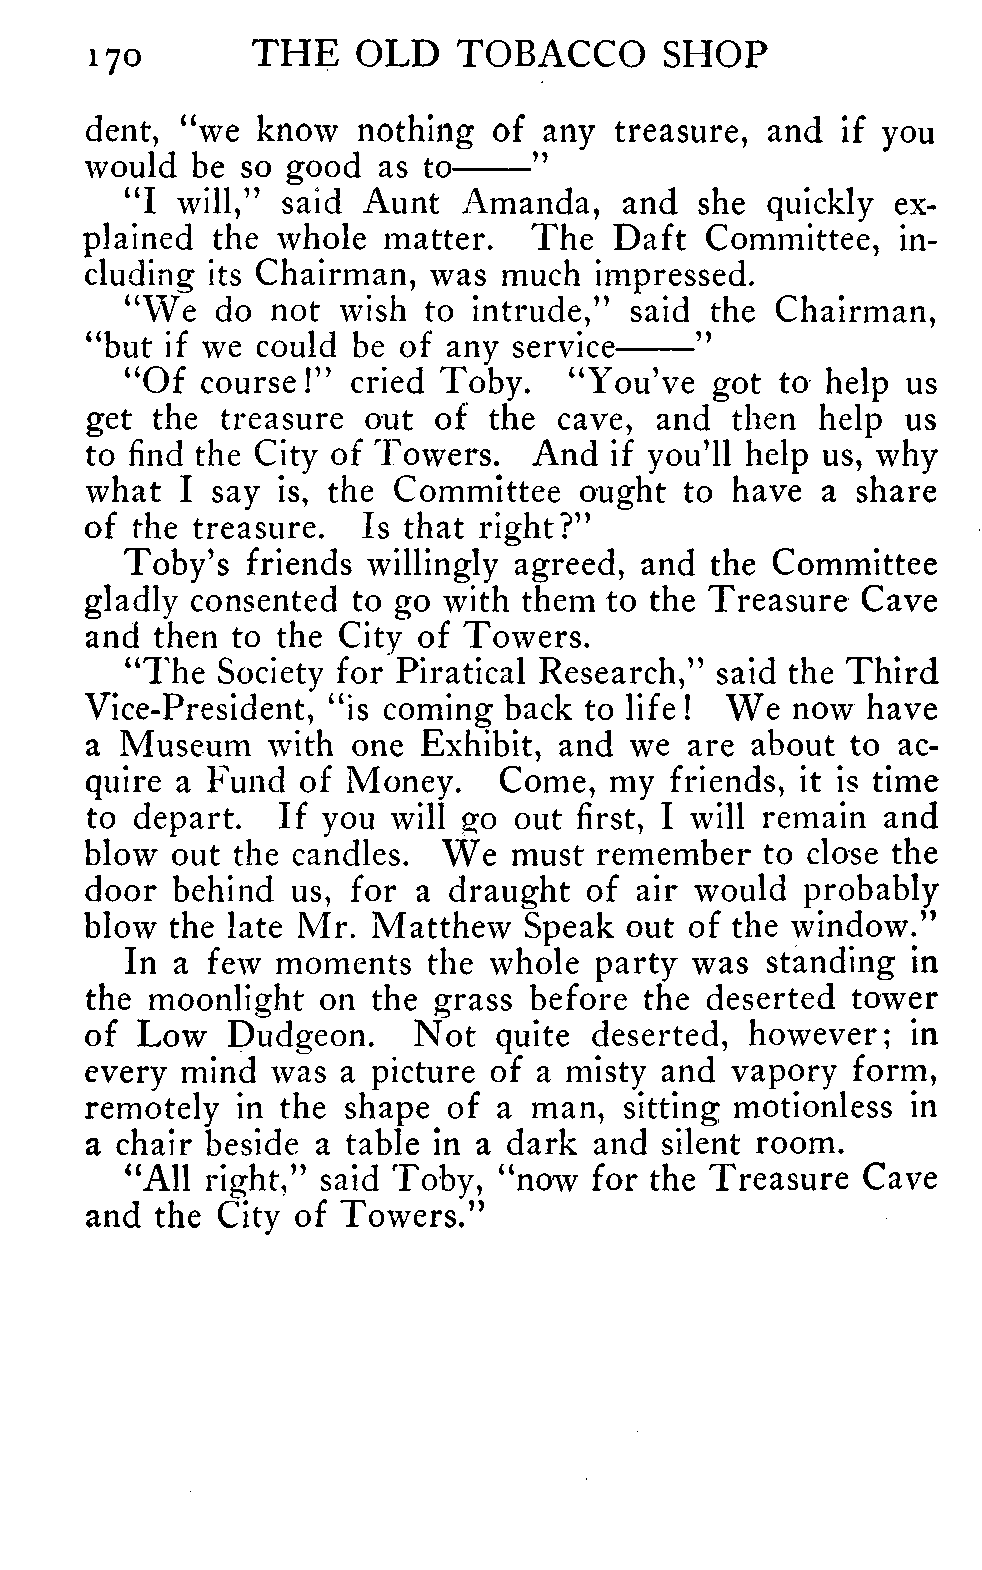 170 THE OLD TOBACCO SHOP
dent, "we know nothing of any treasure, and if you
would be so good as to——"
"I will," said Aunt Amanda, and she quickly ex-
plained the whole matter. The Daft Committee, in-
cluding its Chairman, was much impressed.
"We do not wish to intrude," said the Chairman,
"but if we could be of any service——"
"Of course!" cried Toby. "You've got to help us
get the treasure out of the cave, and then help us
to find the City of Towers. And if you'll help us, why
what I say is, the Committee ought to have a share
of the treasure. Is that right?"
Toby's friends willingly agreed, and the Committee
gladly consented to go with them to the Treasure Cave
and then to the City of Towers.
"The Society for Piratical Research," said the Third
Vice-President, "is coming back to life! We now have
a Museum with one Exhibit, and we are about to ac-
quire a Fund of Money. Come, my friends, it is time
to depart. If you will go out first, I will remain and
blow out the candles. We must remember to close the
door behind us, for a draught of air would probably
blow the late Mr. Matthew Speak out of the window."
In a few moments the whole party was standing in
the moonlight on the grass before the deserted tower
of Low Dudgeon. Not quite deserted, however; in
every mind was a picture of a misty and vapory form,
remotely in the shape of a man, sitting motionless in
a chair beside a table in a dark and silent room.
"All right," said Toby, "now for the Treasure Cave
and the City of Towers."